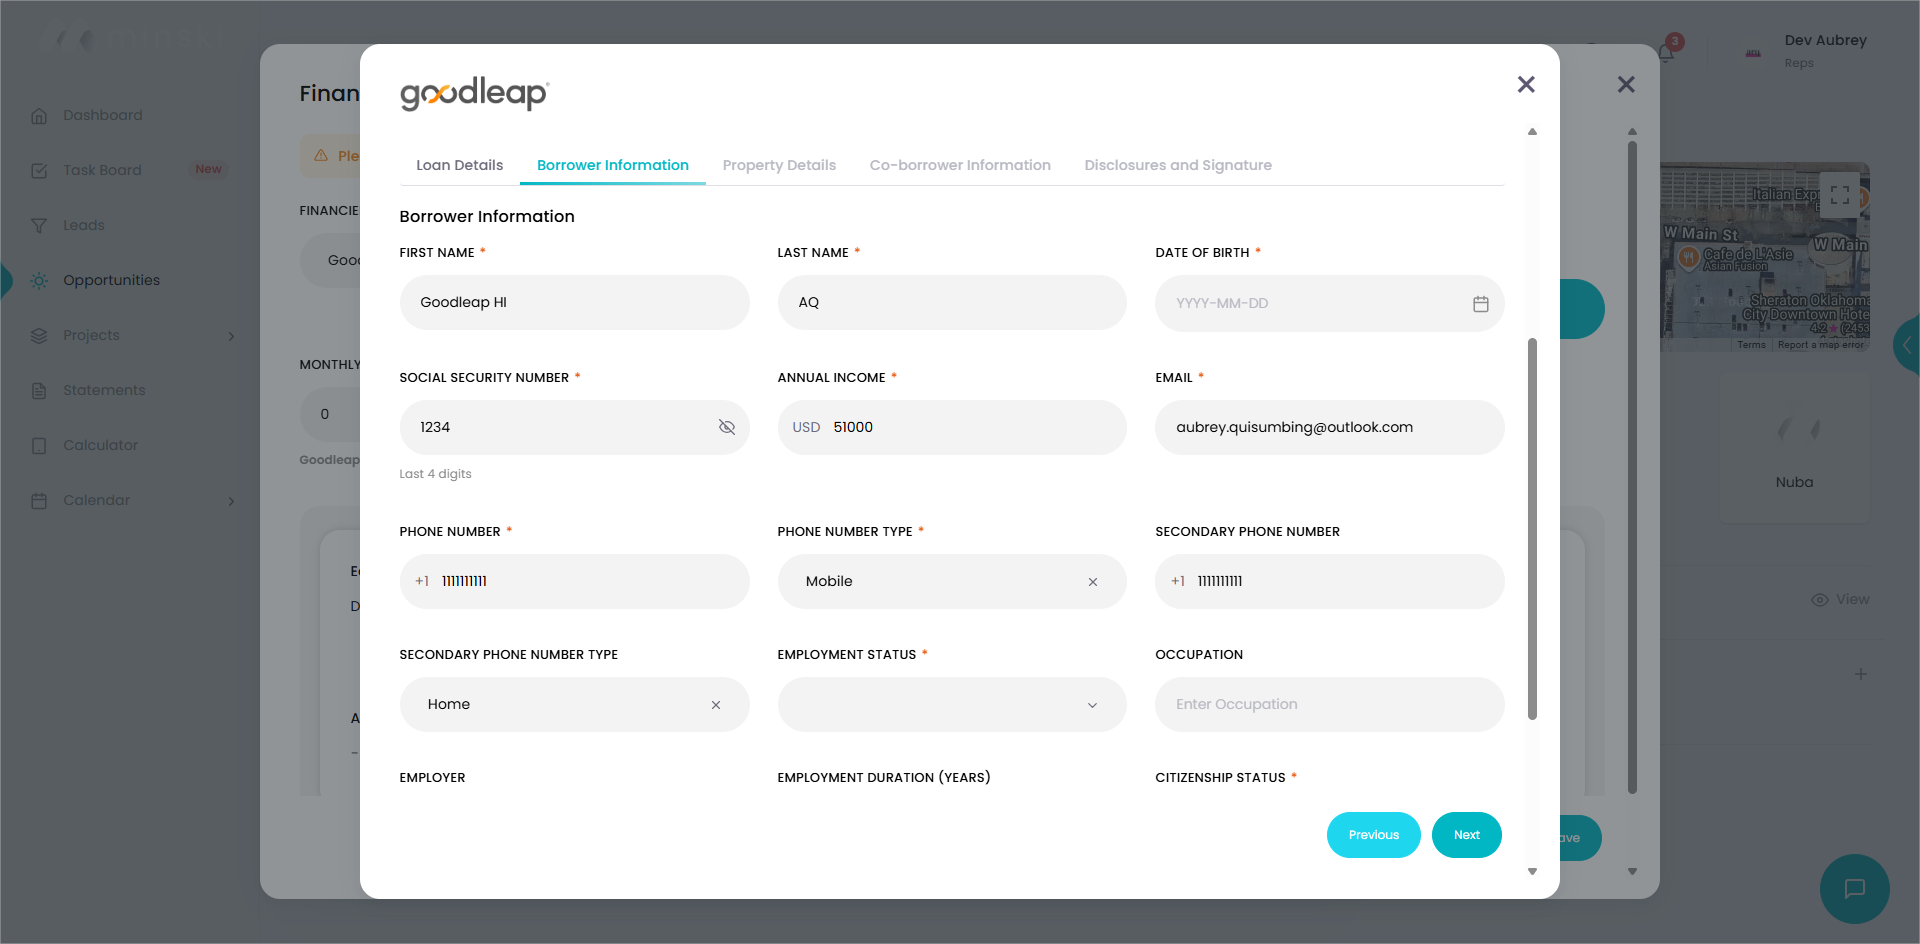 minski
3
Dev Aubrey
Reps
Dashboard
Task Board
New
Leads
Opportunities
Projects
Statements
Calculator
Calendar
Finan
Ple
FINANCIE
Goo
MONTHLY
0
Goodleap
goodleap
Loan Details
Borrower Information
Property Details
Co-borrower Information
Disclosures and Signature
Borrower Information
FIRST NAME *
LAST NAME *
DATE OF BIRTH *
Goodleap HI
AQ
YYYY-MM-DD
SOCIAL SECURITY NUMBER *
ANNUAL INCOME *
EMAIL *
1234
USD 51000
aubrey.quisumbing@outlook.com
Last 4 digits
PHONE NUMBER *
PHONE NUMBER TYPE *
SECONDARY PHONE NUMBER
+1 1111111111
Mobile
+1 1111111111
SECONDARY PHONE NUMBER TYPE
EMPLOYMENT STATUS *
OCCUPATION
Home
Enter Occupation
EMPLOYER
EMPLOYMENT DURATION (YEARS)
CITIZENSHIP STATUS *
Previous
Next
ave
Italian Exp
W Main St
W Main
Cafe de L'Asie
Asian Fusion
Sheraton Oklahoma
City Downtown Hote
4.2 ★ (2453
Terms
Report a map error
Nuba
View